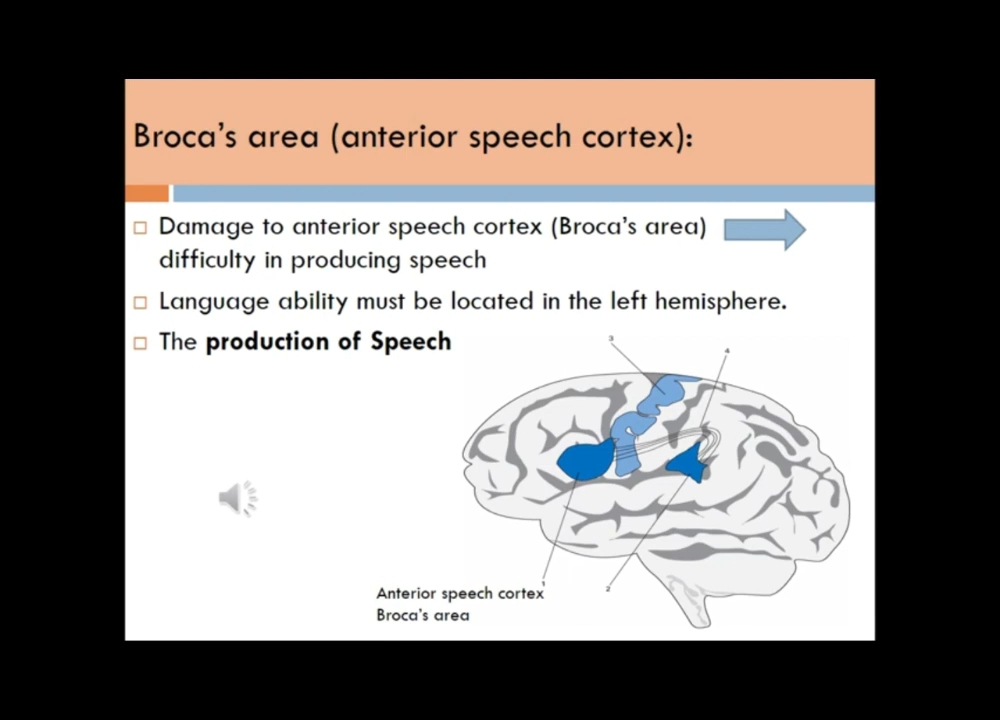 Broca's area (anterior speech cortex):
Damage to anterior speech cortex (Broca's area)
difficulty in producing speech
Language ability must be located in the left hemisphere.
The production of Speech
3
4
1
2
Anterior speech cortex
Broca's area